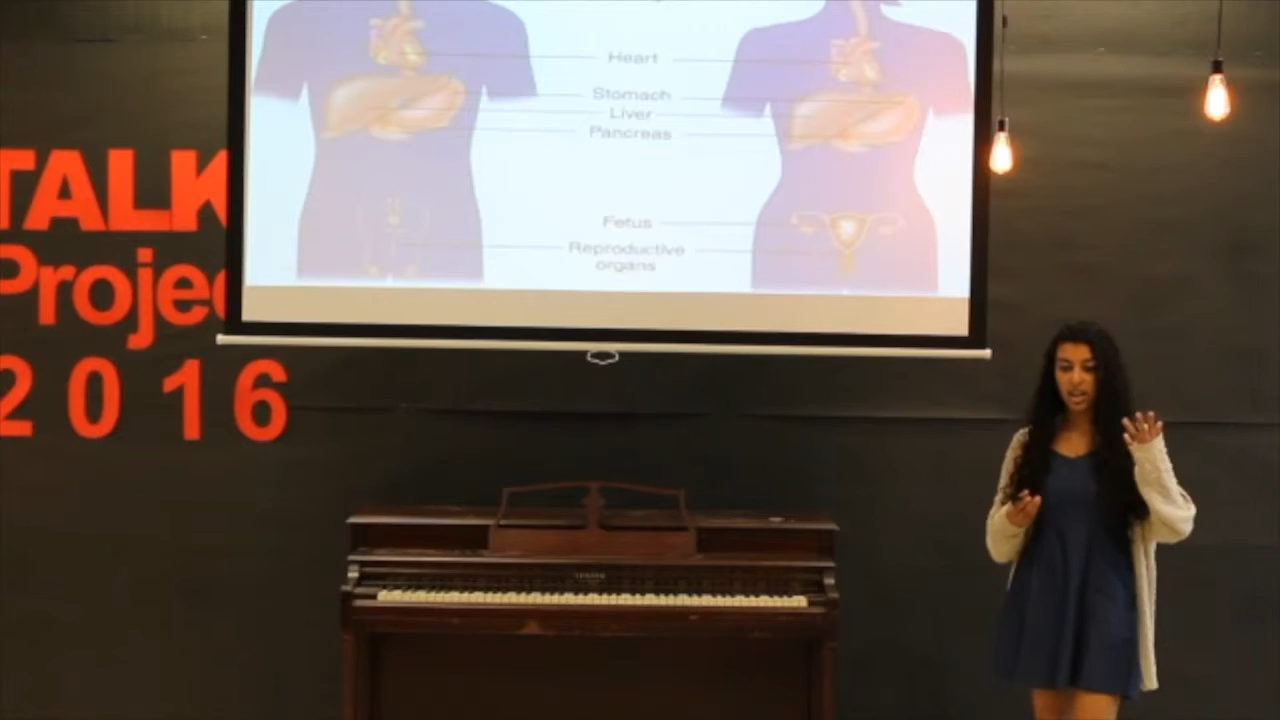 Heart
Stomach
Liver
Pancreas
Fetus
Reproductive
organs
TALK
Projec
2016